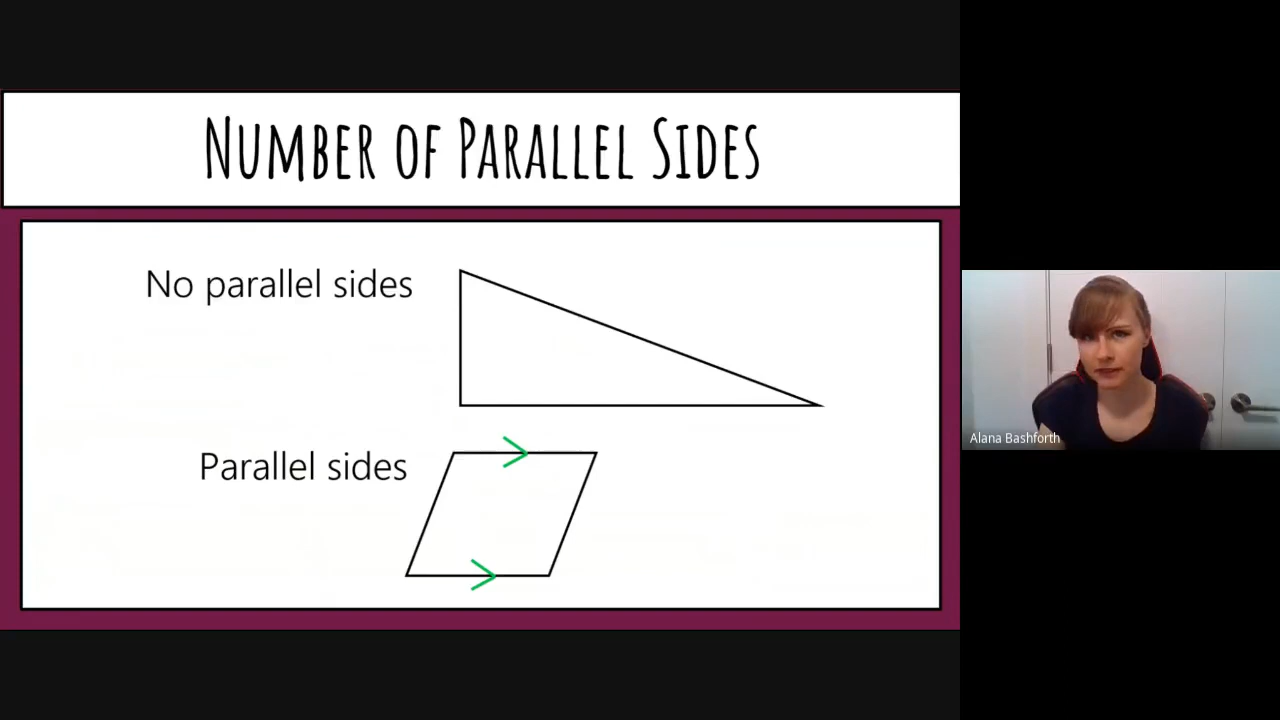 NUMBER OF PARALLEL SIDES
No parallel sides
Parallel sides
Alana Bashforth